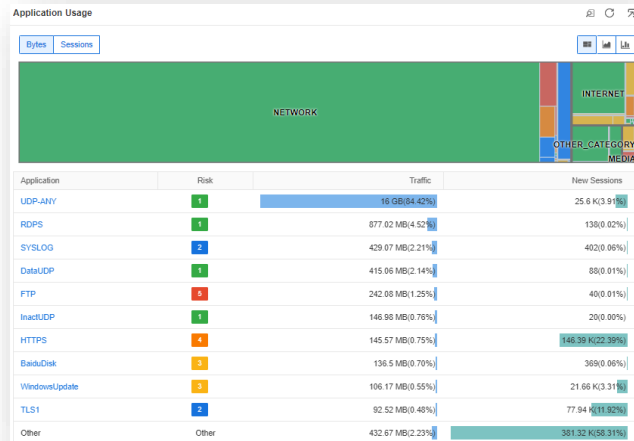 Application Usage
Bytes Sessions
NETWORK
INTERNET
OTHER_CATEGORY
MEDIA
Application Risk Traffic New Sessions
UDP-ANY 1 16 GB(84.42%) 25.6 K(3.91%)
RDPS 1 877.02 MB(4.52%) 138(0.02%)
SYSLOG 2 429.07 MB(2.21%) 402(0.06%)
DataUDP 1 415.06 MB(2.14%) 88(0.01%)
FTP 5 242.08 MB(1.25%) 40(0.01%)
InactUDP 1 146.98 MB(0.76%) 20(0.00%)
HTTPS 4 145.57 MB(0.75%) 146.39 K(22.39%)
BaiduDisk 3 136.5 MB(0.70%) 369(0.06%)
WindowsUpdate 3 106.17 MB(0.55%) 21.66 K(3.31%)
TLS1 2 92.52 MB(0.48%) 77.94 K(11.92%)
Other Other 432.67 MB(2.23%) 381.32 K(58.31%)